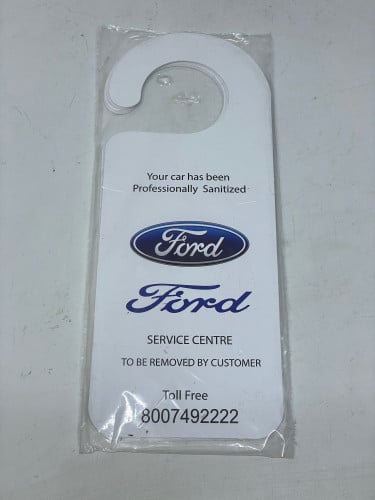 Your car has been
Professionally Sanitized
Ford
Ford
SERVICE CENTRE
TO BE REMOVED BY CUSTOMER
Toll Free
8007492222